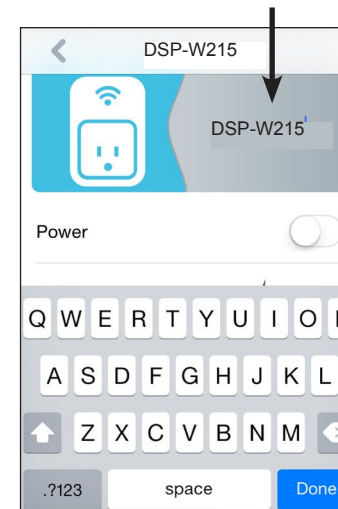 DSP-W215
DSP-W215
Power
Q W E R T Y U I O
A S D F G H J K L
Z X C V B N M
.?123 space Done